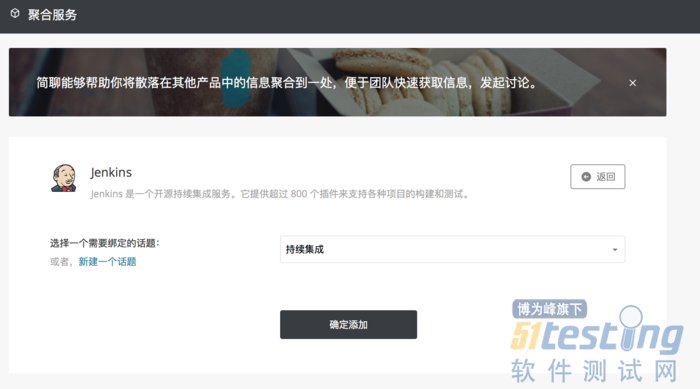 聚合服务
简聊能够帮助你将散落在其他产品中的信息聚合到一处，便于团队快速获取信息，发起讨论。
Jenkins
返回
Jenkins 是一个开源持续集成服务。它提供超过 800 个插件来支持各种项目的构建和测试。
选择一个需要绑定的话题：
持续集成
或者，新建一个话题
确定添加
博为峰旗下
51testing
软件测试网